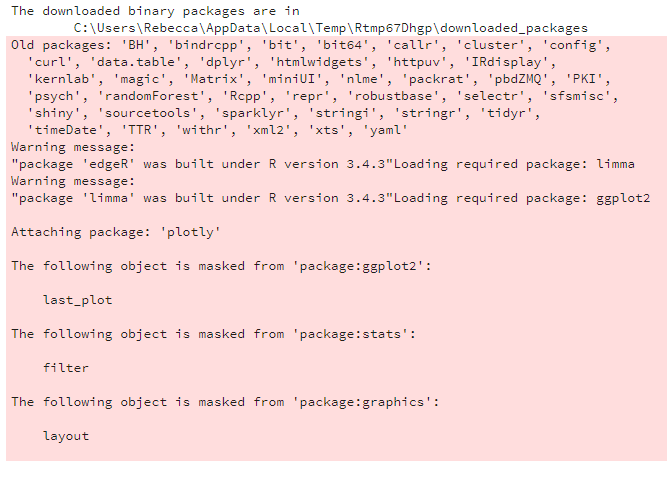 The downloaded binary packages are in
C:\Users\Rebecca\AppData\Local\Temp\Rtmp67Dhgp\downloaded_packages
Old packages: 'BH', 'bindrcpp', 'bit', 'bit64', 'callr', 'cluster', 'config',
'curl', 'data.table', 'dplyr', 'htmlwidgets', 'httpuv', 'IRdisplay',
'kernlab', 'magic', 'Matrix', 'miniUI', 'nlme', 'packrat', 'pbdZMQ', 'PKI',
'psych', 'randomForest', 'Rcpp', 'repr', 'robustbase', 'selectr', 'sfsmisc',
'shiny', 'sourcetools', 'sparklyr', 'stringi', 'stringr', 'tidyr',
'timeDate', 'TTR', 'withr', 'xml2', 'xts', 'yaml'
Warning message:
"package 'edgeR' was built under R version 3.4.3"Loading required package: limma
Warning message:
"package 'limma' was built under R version 3.4.3"Loading required package: ggplot2
Attaching package: 'plotly'
The following object is masked from 'package:ggplot2':
last_plot
The following object is masked from 'package:stats':
filter
The following object is masked from 'package:graphics':
layout